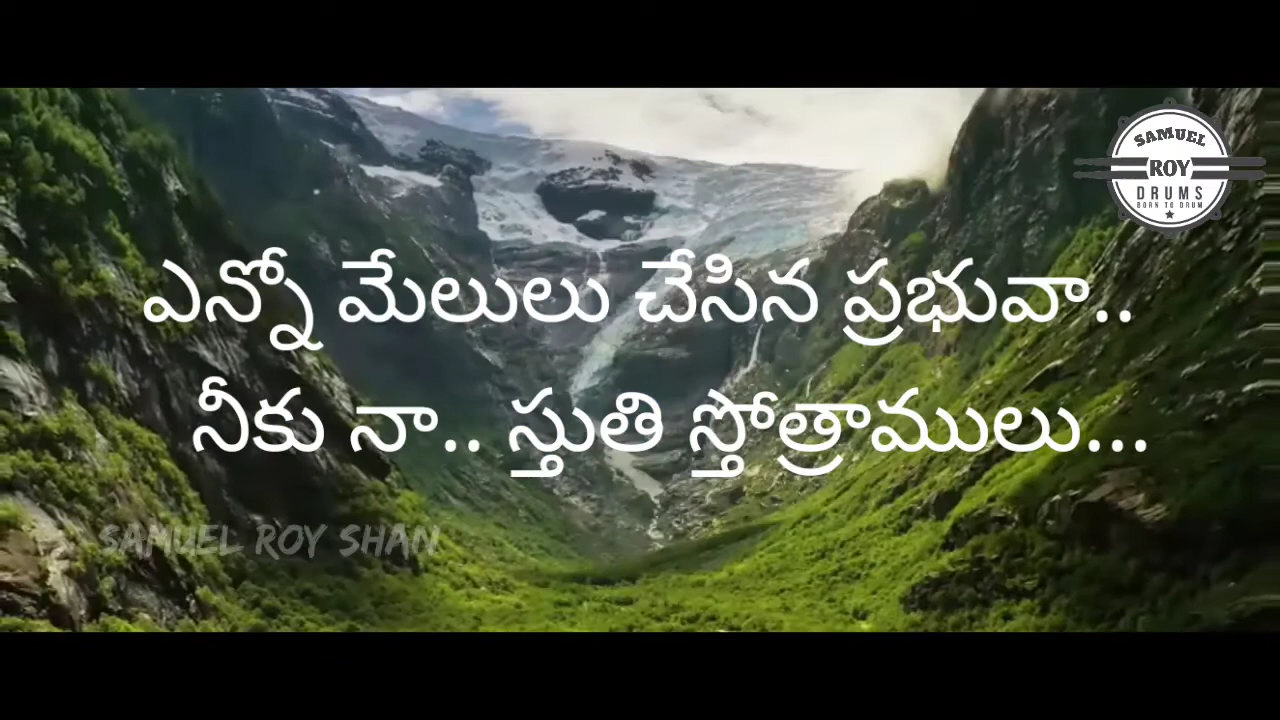 SAMUEL
ROY
DRUMS
BORN TO DRUM
ఎన్నో మేలులు చేసిన ప్రభువా ..
నీకు నా.. స్తుతి స్తోత్రాములు...
SAMUEL ROY SHAN